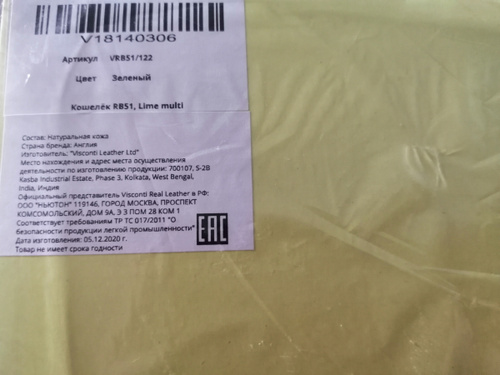 V18140306
Артикул VRB51/122
Цвет Зеленый
Кошелёк RB51, Lime multi
Состав: Натуральная кожа
Страна бренда: Англия
Изготовитель: "Visconti Leather Ltd"
Место нахождения и адрес места осуществления
деятельности по изготовлению продукции: 700107, S-2B
Kasba Industrial Estate, Phase 3, Kolkata, West Bengal,
India, Индия
Официальный представитель Visconti Real Leather в РФ:
ООО "НЬЮТОН" 119146, ГОРОД МОСКВА, ПРОСПЕКТ
КОМСОМОЛЬСКИЙ, ДОМ 9А, Э 3 ПОМ 28 КОМ 1
Соответствует требованиям ТР ТС 017/2011 "О
безопасности продукции легкой промышленности"
Дата изготовления: 05.12.2020 г.
Товар не имеет срока годности
EAC